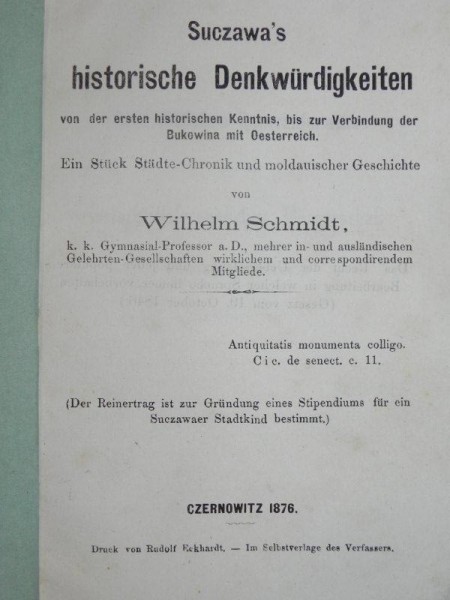 Suczawa's
historische Denkwürdigkeiten
von der ersten historischen Kenntnis, bis zur Verbindung der
Bukowina mit Oesterreich.
Ein Stück Städte-Chronik und moldauischer Geschichte
von
Wilhelm Schmidt,
k. k. Gymnasial-Professor a. D., mehrer in- und ausländischen
Gelehrten-Gesellschaften wirklichem und correspondirendem
Mitgliede.
Antiquitatis monumenta colligo.
Cic. de senect. c. 11.
(Der Reinertrag ist zur Gründung eines Stipendiums für ein
Suczawaer Stadtkind bestimmt.)
CZERNOWITZ 1876.
Druck von Rudolf Eckhardt. — Im Selbstverlage des Verfassers.